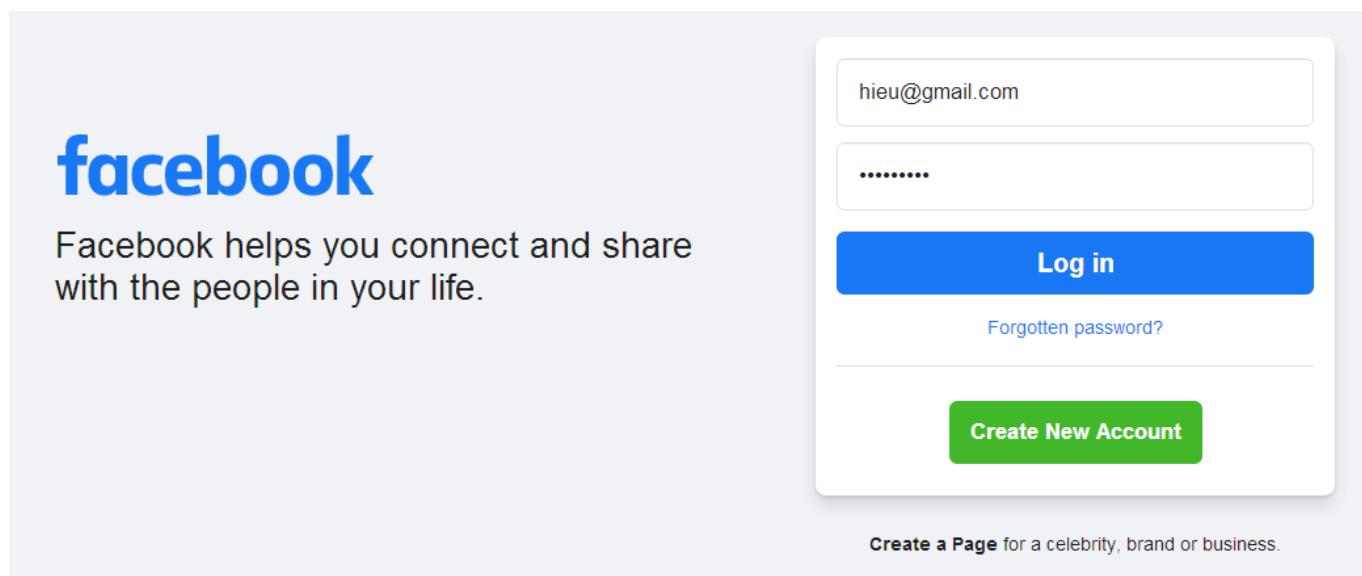 facebook
Facebook helps you connect and share
with the people in your life.
hieu@gmail.com
•••••••••
Log in
Forgotten password?
Create New Account
Create a Page for a celebrity, brand or business.